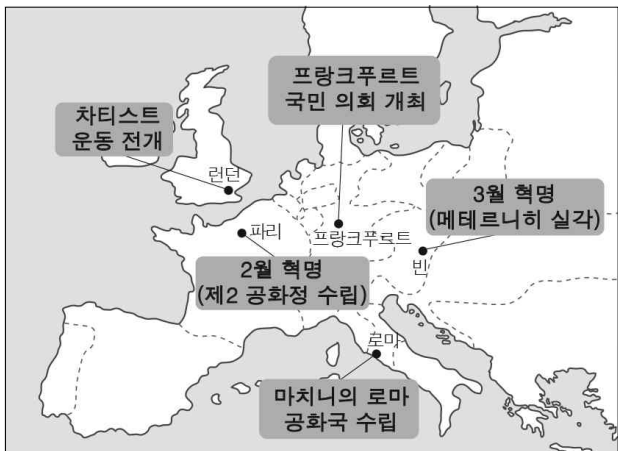 프랑크푸르트
국민 의회 개최
차티스트
운동 전개
런던
3월 혁명
(메테르니히 실각)
파리
프랑크푸르트
빈
2월 혁명
(제2 공화정 수립)
로마
마치니의 로마
공화국 수립